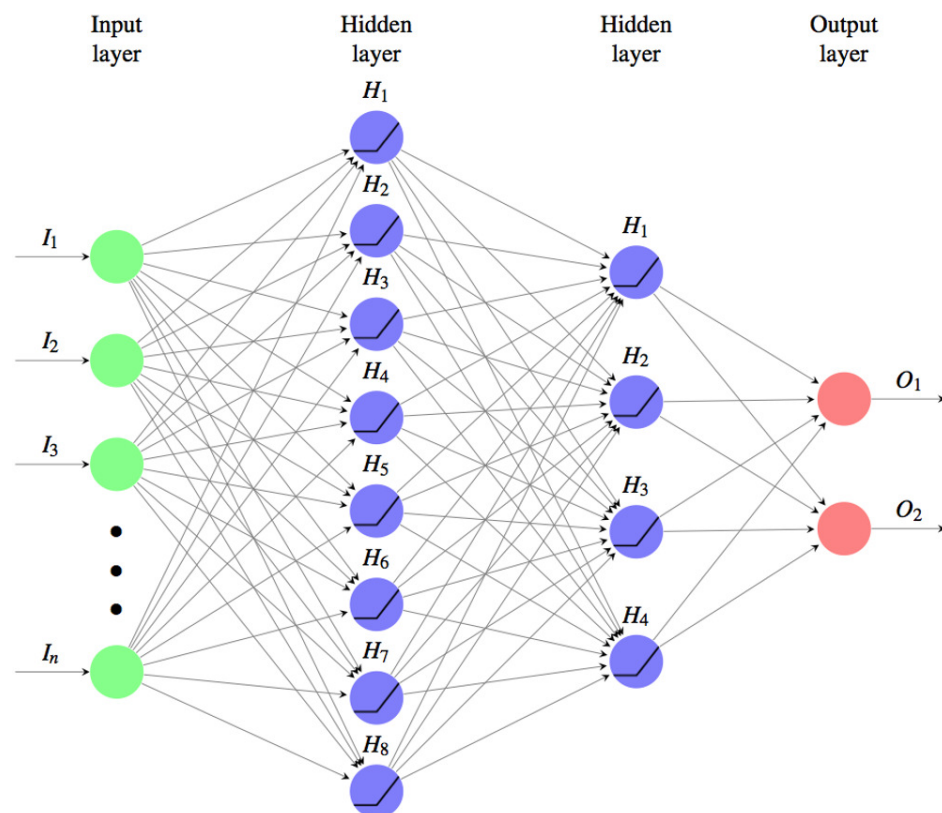 Input
layer
Hidden
layer
Hidden
layer
Output
layer
H₁
H₂
H₃
H₄
H₅
H₆
H₇
H₈
I₁
I₂
I₃
Iₙ
H₁
H₂
H₃
H₄
O₁
O₂